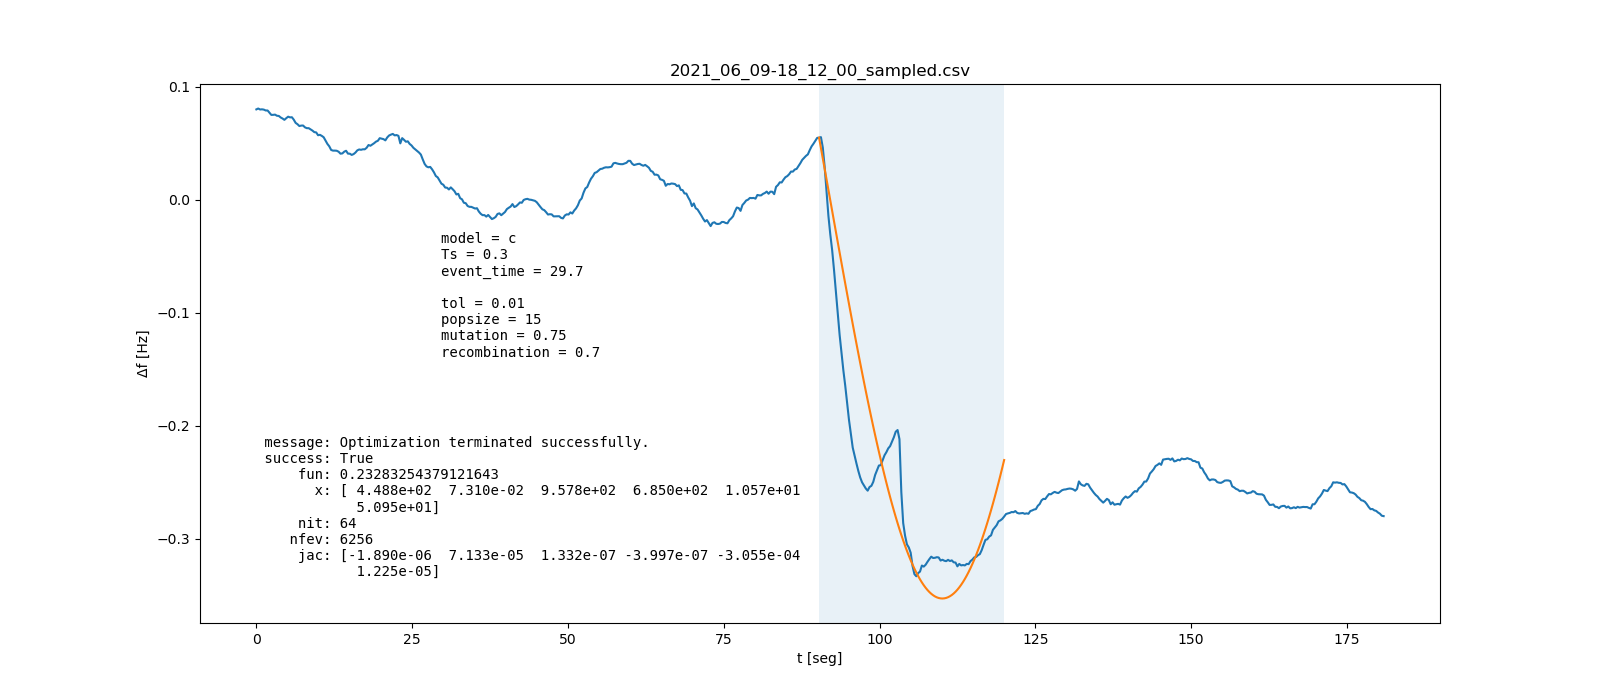 2021_06_09-18_12_00_sampled.csv
0.1
0.0
−0.1
−0.2
−0.3
Δf [Hz]
model = c
Ts = 0.3
event_time = 29.7
tol = 0.01
popsize = 15
mutation = 0.75
recombination = 0.7
message: Optimization terminated successfully.
success: True
fun: 0.23283254379121643
x: [ 4.488e+02  7.310e-02  9.578e+02  6.850e+02  1.057e+01
5.095e+01]
nit: 64
nfev: 6256
jac: [-1.890e-06  7.133e-05  1.332e-07 -3.997e-07 -3.055e-04
1.225e-05]
0 25 50 75 100 125 150 175
t [seg]